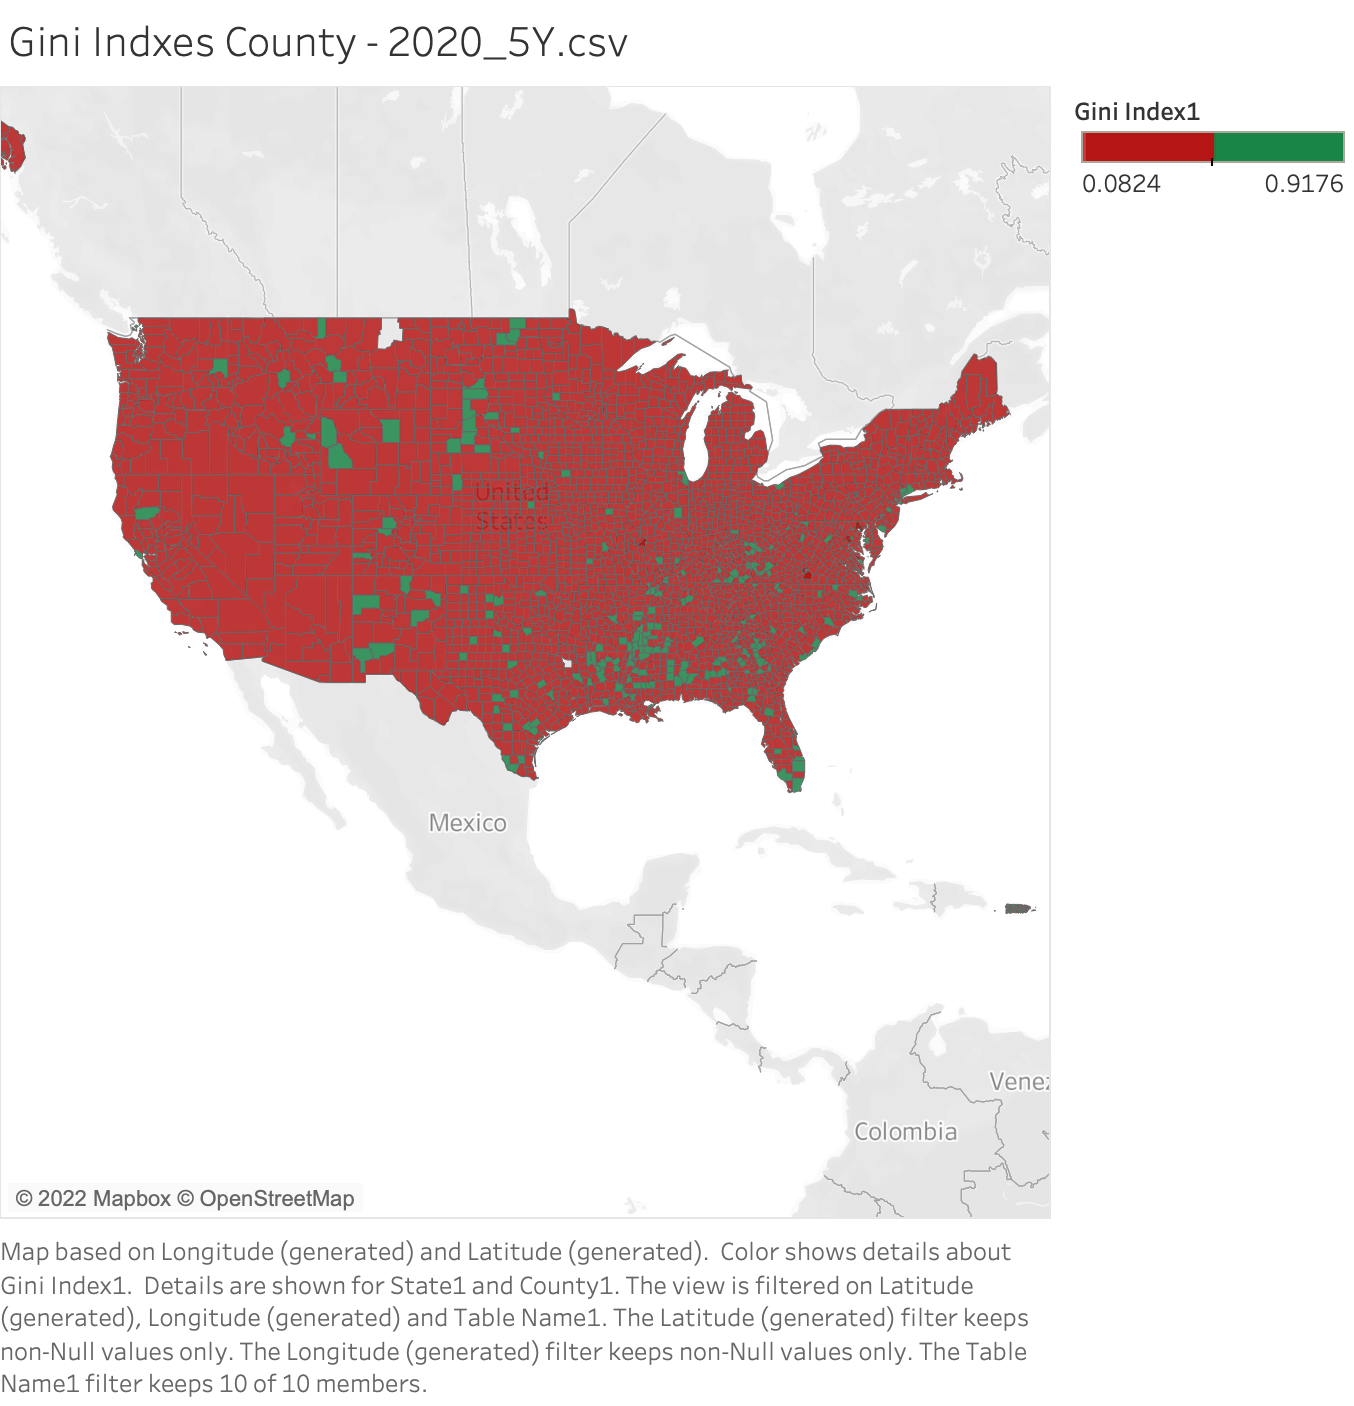 Gini Indxes County - 2020_5Y.csv
Gini Index1
0.0824 0.9176
United
States
Mexico
Venez
Colombia
© 2022 Mapbox © OpenStreetMap
Map based on Longitude (generated) and Latitude (generated).  Color shows details about
Gini Index1.  Details are shown for State1 and County1. The view is filtered on Latitude
(generated), Longitude (generated) and Table Name1. The Latitude (generated) filter keeps
non-Null values only. The Longitude (generated) filter keeps non-Null values only. The Table
Name1 filter keeps 10 of 10 members.